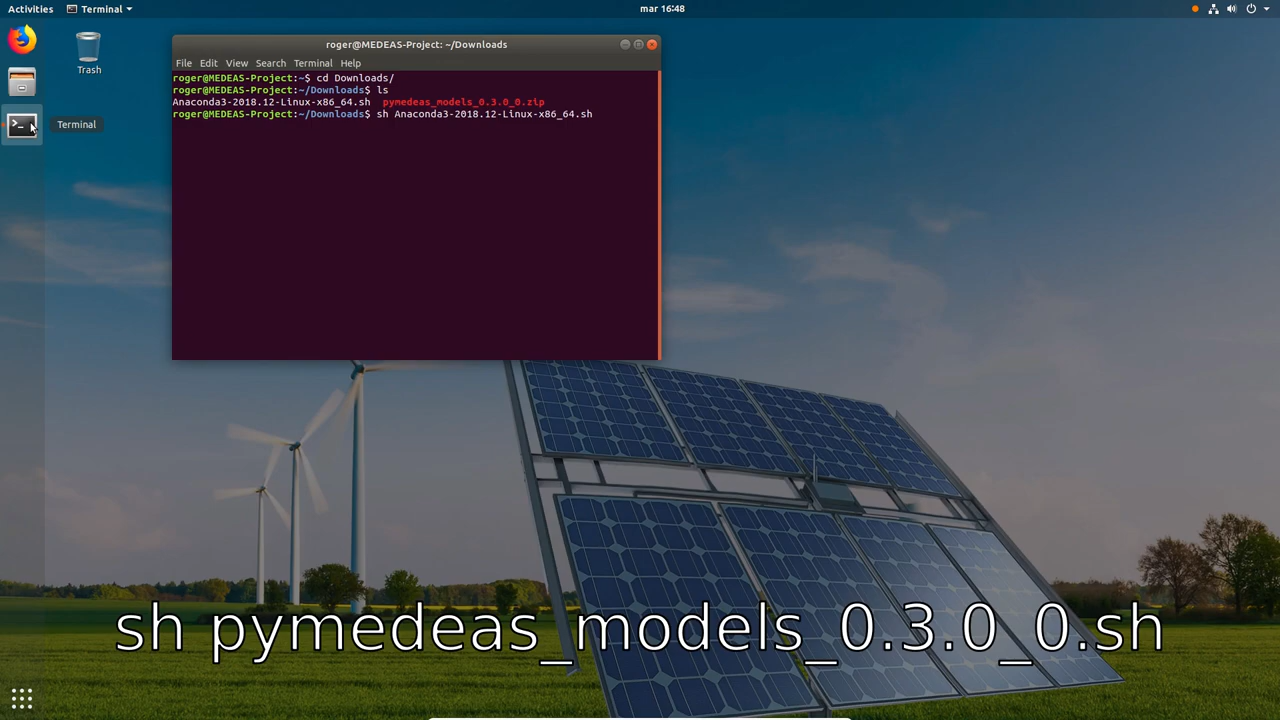 Activities
Terminal
mar 16:48
Trash
Terminal
roger@MEDEAS-Project: ~/Downloads
File Edit View Search Terminal Help
roger@MEDEAS-Project:~$ cd Downloads/
roger@MEDEAS-Project:~/Downloads$ ls
Anaconda3-2018.12-Linux-x86_64.sh pymedeas_models_0.3.0_0.zip
roger@MEDEAS-Project:~/Downloads$ sh Anaconda3-2018.12-Linux-x86_64.sh
sh pymedeas_models_0.3.0_0.sh